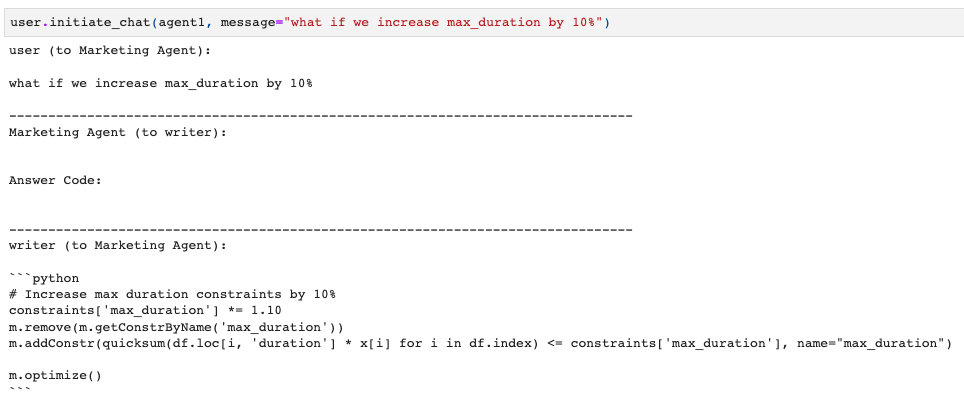 user.initiate_chat(agent1, message="what if we increase max_duration by 10%")
user (to Marketing Agent):
what if we increase max_duration by 10%
--------------------------------------------------------------------------------
Marketing Agent (to writer):
Answer Code:
--------------------------------------------------------------------------------
writer (to Marketing Agent):
```python
# Increase max duration constraints by 10%
constraints['max_duration'] *= 1.10
m.remove(m.getConstrByName('max_duration'))
m.addConstr(quicksum(df.loc[i, 'duration'] * x[i] for i in df.index) <= constraints['max_duration'], name="max_duration")
m.optimize()
```